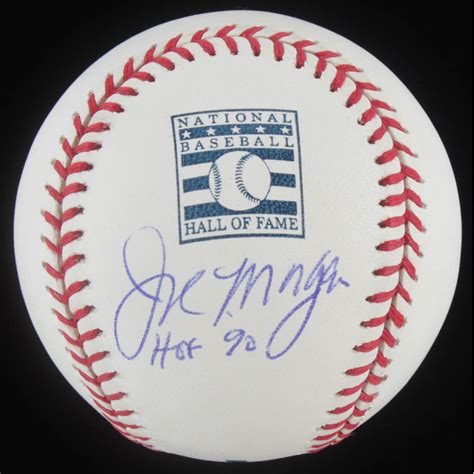 NATIONAL
BASEBALL
HALL OF FAME
Joe Morgan
HOF 90